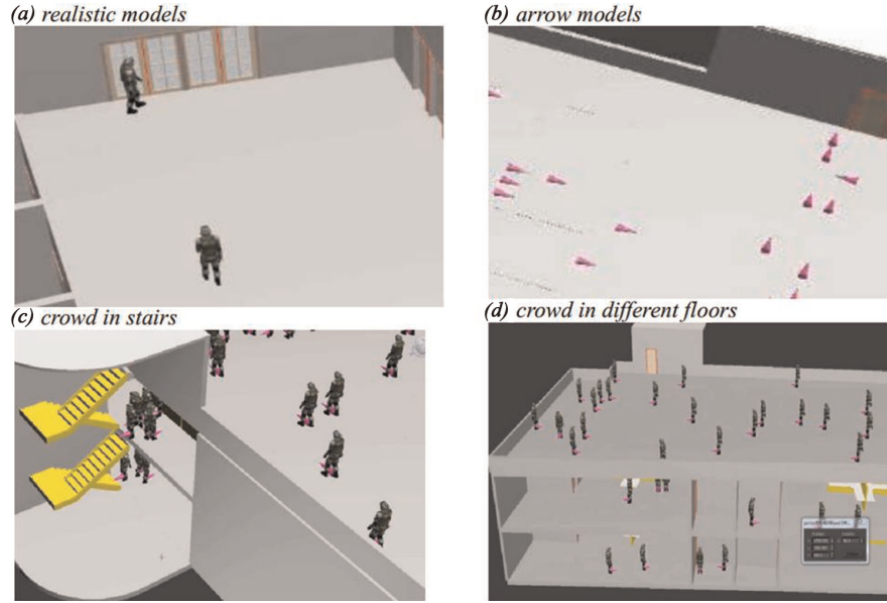 (a) realistic models
(b) arrow models
(c) crowd in stairs
(d) crowd in different floors